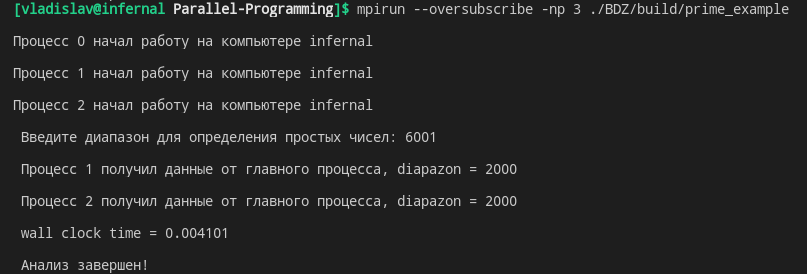 [vladislav@infernal Parallel-Programming]$ mpirun --oversubscribe -np 3 ./BDZ/build/prime_example
Процесс 0 начал работу на компьютере infernal
Процесс 1 начал работу на компьютере infernal
Процесс 2 начал работу на компьютере infernal
Введите диапазон для определения простых чисел: 6001
Процесс 1 получил данные от главного процесса, diapazon = 2000
Процесс 2 получил данные от главного процесса, diapazon = 2000
wall clock time = 0.004101
Анализ завершен!